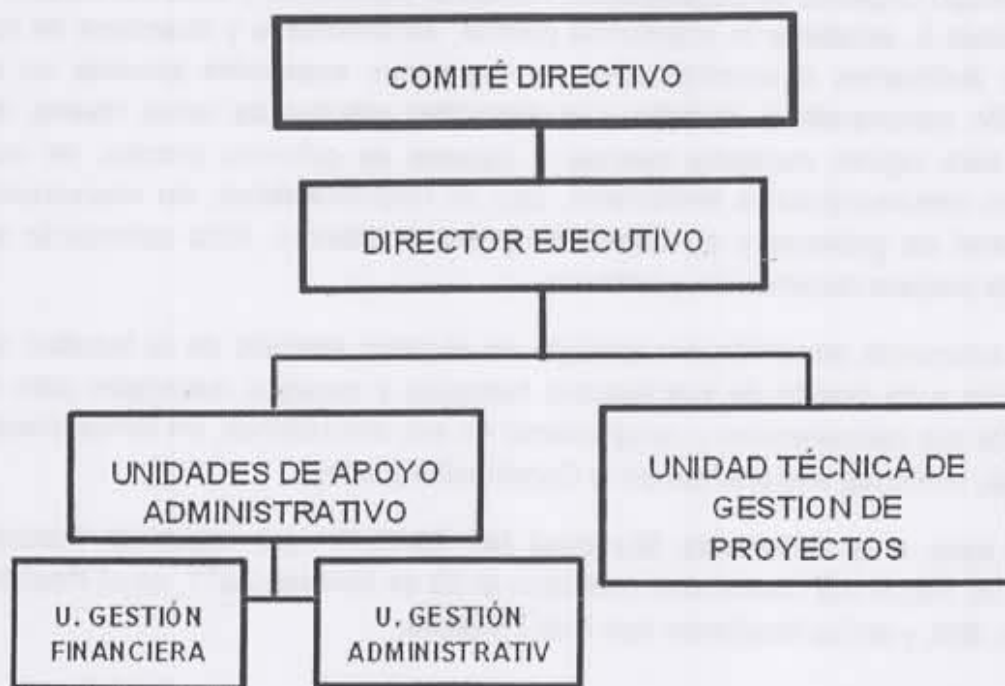 COMITÉ DIRECTIVO
DIRECTOR EJECUTIVO
UNIDADES DE APOYO
ADMINISTRATIVO
UNIDAD TÉCNICA DE
GESTION DE
PROYECTOS
U. GESTIÓN
FINANCIERA
U. GESTIÓN
ADMINISTRATIV